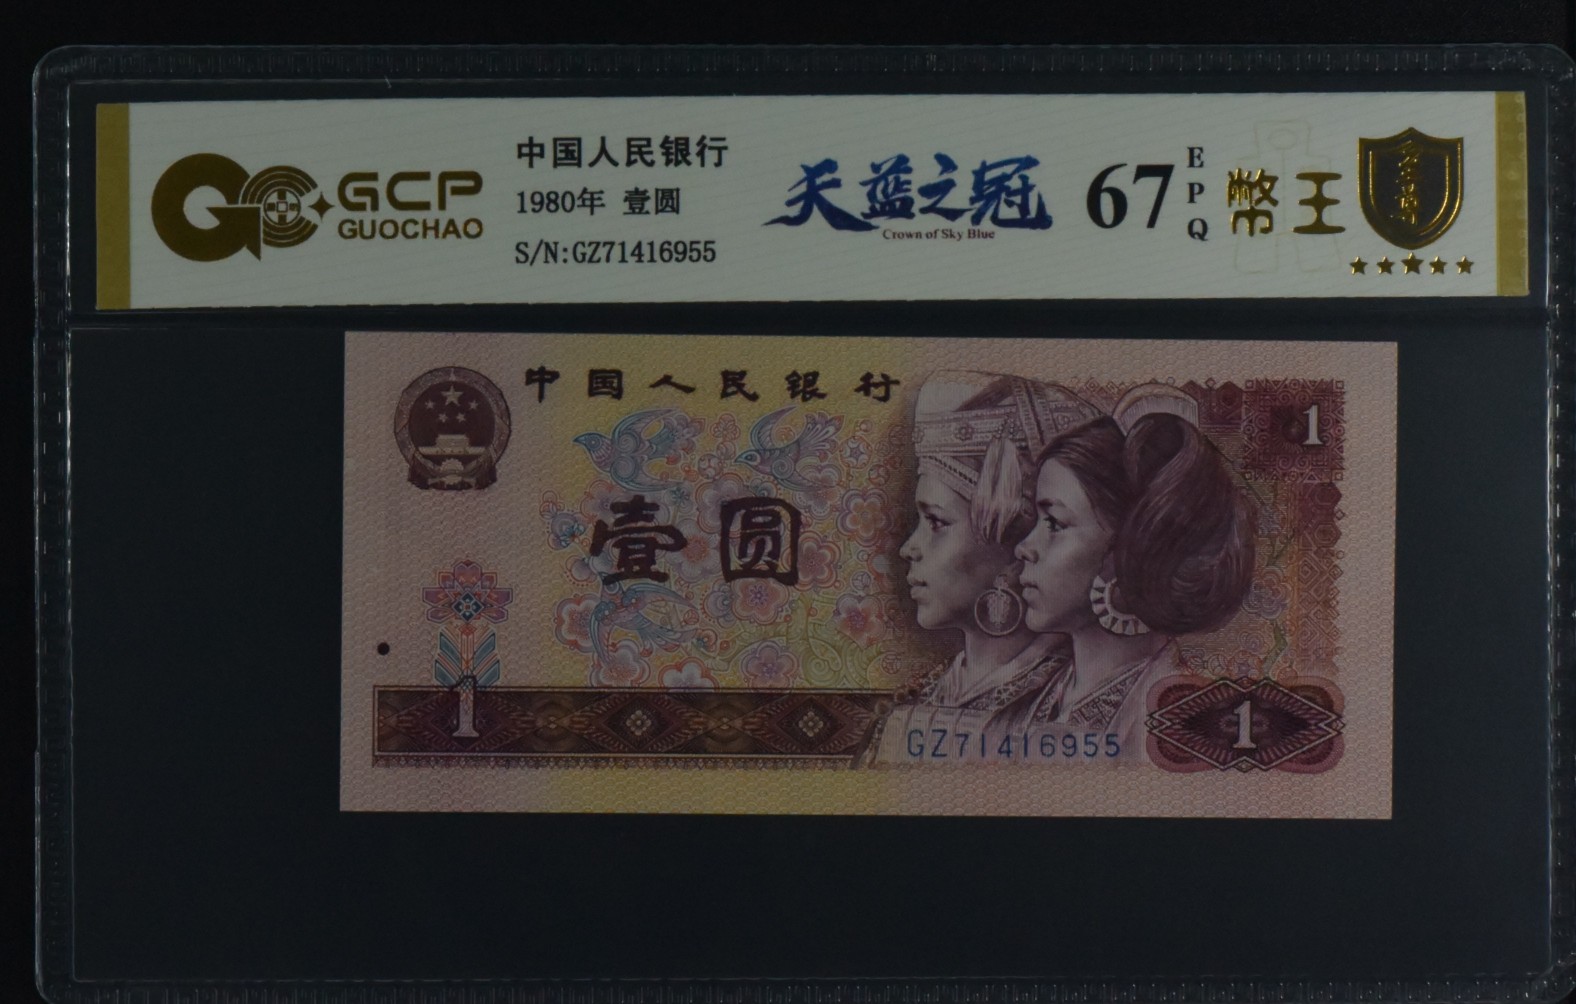 GCP
GUOCHAO
中国人民银行
1980年 壹圆
S/N:GZ71416955
天蓝之冠
Crown of Sky Blue
67
EPQ
幣王
中国人民银行
1
壹圆
1
GZ71416955
1